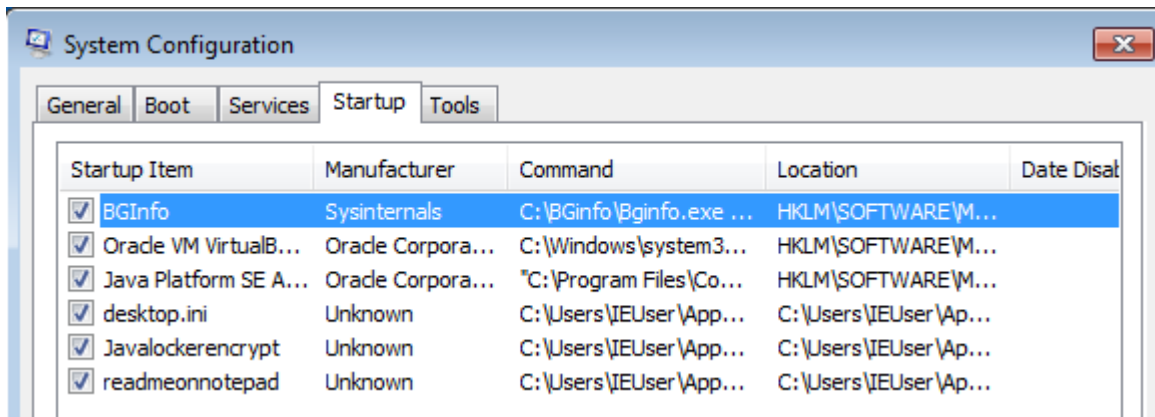 System Configuration
General Boot Services Startup Tools
Startup Item Manufacturer Command Location Date Disab
BGInfo Sysinternals C:\BGinfo\Bginfo.exe ... HKLM\SOFTWARE\M...
Oracle VM VirtualB... Oracle Corpora... C:\Windows\system3... HKLM\SOFTWARE\M...
Java Platform SE A... Oracle Corpora... "C:\Program Files\Co... HKLM\SOFTWARE\M...
desktop.ini Unknown C:\Users\IEUser\App... C:\Users\IEUser\Ap...
Javalockerencrypt Unknown C:\Users\IEUser\App... C:\Users\IEUser\Ap...
readmeonnotepad Unknown C:\Users\IEUser\App... C:\Users\IEUser\Ap...